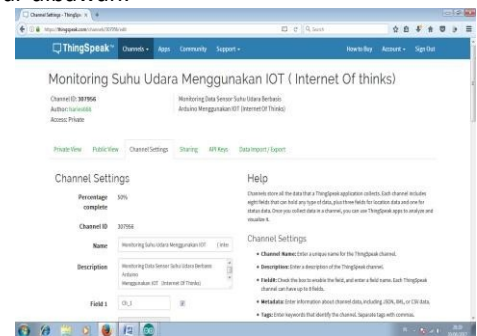 Channel Settings - ThingSpe...
https://thingspeak.com/channels/307956/edit
Search
ThingSpeak™
Channels
Apps
Community
Support
How to Buy
Account
Sign Out
Monitoring Suhu Udara Menggunakan IOT ( Internet Of thinks)
Channel ID: 307956
Author:
Access: Private
Monitoring Data Sensor Suhu Udara Berbasis
Arduino Menggunakan IOT (Internet Of Thinks)
Private View
Public View
Channel Settings
Sharing
API Keys
Data Import / Export
Channel Settings
Percentage complete 50%
Channel ID 307956
Name Monitoring Suhu Udara Menggunakan IOT ( Inte
Description Monitoring Data Sensor Suhu Udara Berbasis
Arduino
Menggunakan IOT (Internet Of Thinks)
Field 1
Help
Channels store all the data that a ThingSpeak application collects. Each channel includes
eight fields that can hold any type of data, plus three fields for location data and one for
status data. Once you collect data in a channel, you can use ThingSpeak apps to analyze and
visualize it.
Channel Settings
• Channel Name: Enter a unique name for the ThingSpeak channel.
• Description: Enter a description of the ThingSpeak channel.
• Field#: Check the box to enable the field, and enter a field name. Each ThingSpeak
channel can have up to 8 fields.
• Metadata: Enter information about channel data, including JSON, XML, or CSV data.
• Tags: Enter keywords that identify the channel. Separate tags with commas.